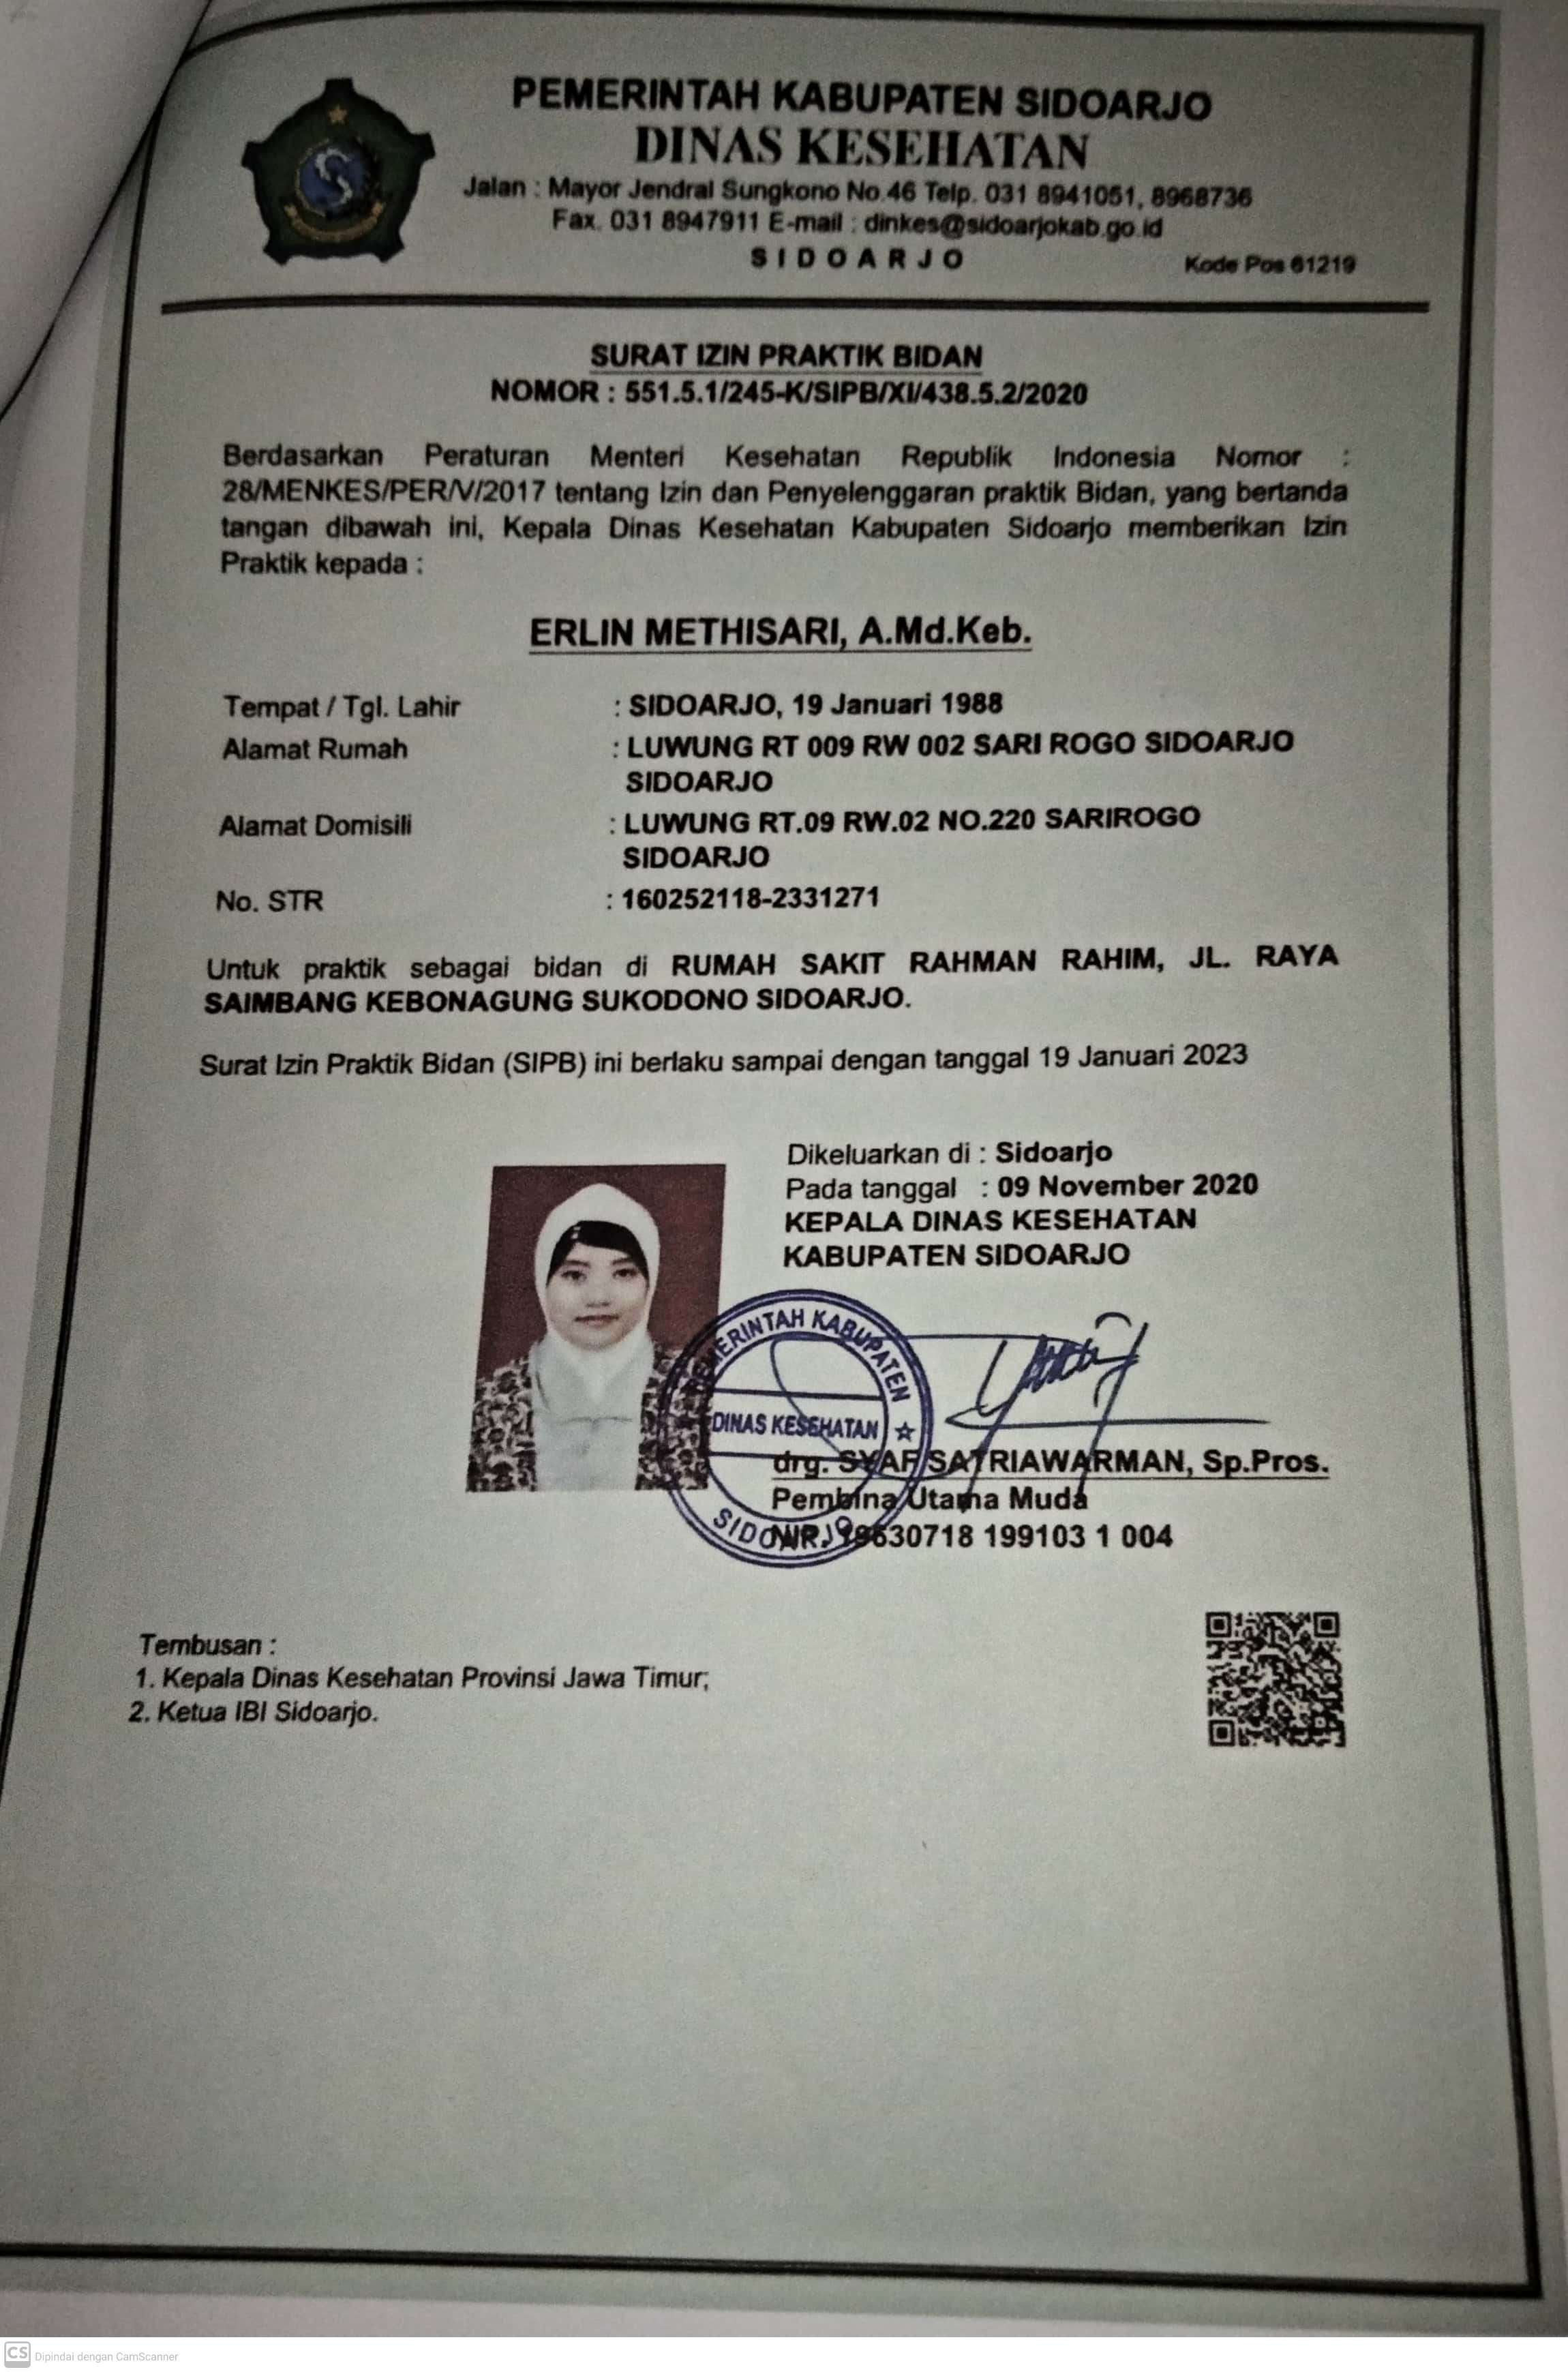 PEMERINTAH KABUPATEN SIDOARJO
DINAS KESEHATAN
Jalan : Mayor Jendral Sungkono No.46 Telp. 031 8941051, 8968736
Fax. 031 8947911 E-mail : dinkes@sidoarjokab.go.id
S I D O A R J O
Kode Pos 61219
SURAT IZIN PRAKTIK BIDAN
NOMOR : 551.5.1/245-K/SIPB/XI/438.5.2/2020
Berdasarkan Peraturan Menteri Kesehatan Republik Indonesia Nomor :
28/MENKES/PER/V/2017 tentang Izin dan Penyelenggaran praktik Bidan, yang bertanda
tangan dibawah ini, Kepala Dinas Kesehatan Kabupaten Sidoarjo memberikan Izin
Praktik kepada :
ERLIN METHISARI, A.Md.Keb.
Tempat / Tgl. Lahir : SIDOARJO, 19 Januari 1988
Alamat Rumah : LUWUNG RT 009 RW 002 SARI ROGO SIDOARJO
SIDOARJO
Alamat Domisili : LUWUNG RT.09 RW.02 NO.220 SARIROGO
SIDOARJO
No. STR : 160252118-2331271
Untuk praktik sebagai bidan di RUMAH SAKIT RAHMAN RAHIM, JL. RAYA
SAIMBANG KEBONAGUNG SUKODONO SIDOARJO.
Surat Izin Praktik Bidan (SIPB) ini berlaku sampai dengan tanggal 19 Januari 2023
Dikeluarkan di : Sidoarjo
Pada tanggal : 09 November 2020
KEPALA DINAS KESEHATAN
KABUPATEN SIDOARJO
PEMERINTAH KABUPATEN
DINAS KESEHATAN
SIDOARJO
drg. SYAF SATRIAWARMAN, Sp.Pros.
Pembina Utama Muda
NIP. 19630718 199103 1 004
Tembusan :
1. Kepala Dinas Kesehatan Provinsi Jawa Timur;
2. Ketua IBI Sidoarjo.
CS Dipindai dengan CamScanner